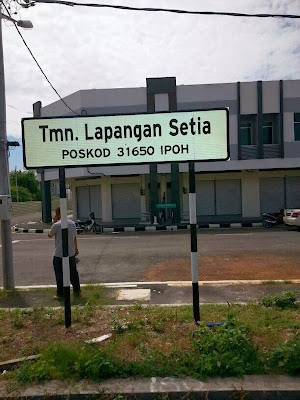 Tmn. Lapangan Setia
POSKOD 31650 IPOH